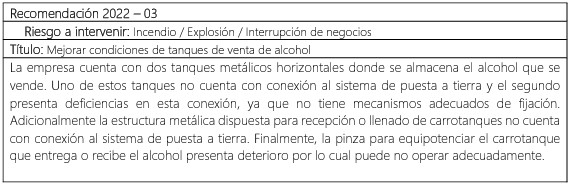 Recomendación 2022 – 03
Riesgo a intervenir: Incendio / Explosión / Interrupción de negocios
Título: Mejorar condiciones de tanques de venta de alcohol
La empresa cuenta con dos tanques metálicos horizontales donde se almacena el alcohol que se
vende. Uno de estos tanques no cuenta con conexión al sistema de puesta a tierra y el segundo
presenta deficiencias en esta conexión, ya que no tiene mecanismos adecuados de fijación.
Adicionalmente la estructura metálica dispuesta para recepción o llenado de carrotanques no cuenta
con conexión al sistema de puesta a tierra. Finalmente, la pinza para equipotenciar el carrotanque
que entrega o recibe el alcohol presenta deterioro por lo cual puede no operar adecuadamente.